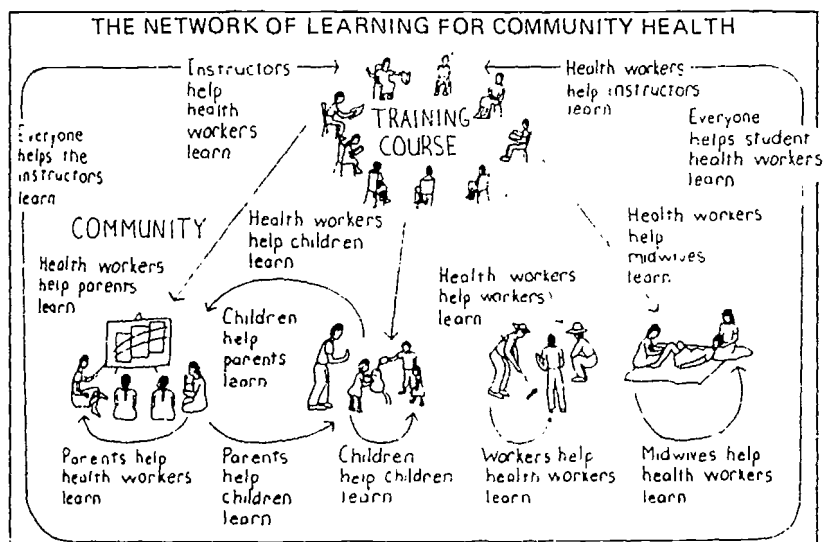 THE NETWORK OF LEARNING FOR COMMUNITY HEALTH
Instructors
help
health
workers
learn
TRAINING
COURSE
Health workers
help instructors
learn
Everyone
helps the
instructors
learn
Everyone
helps student
health workers
learn
COMMUNITY
Health workers
help parents
learn
Health workers
help children
learn
Children
help
parents
learn
Health workers
help workers
learn
Health workers
help
midwives
learn
Parents help
health workers
learn
Parents
help
children
learn
Children
help children
learn
Workers help
health workers
learn
Midwives help
health workers
learn